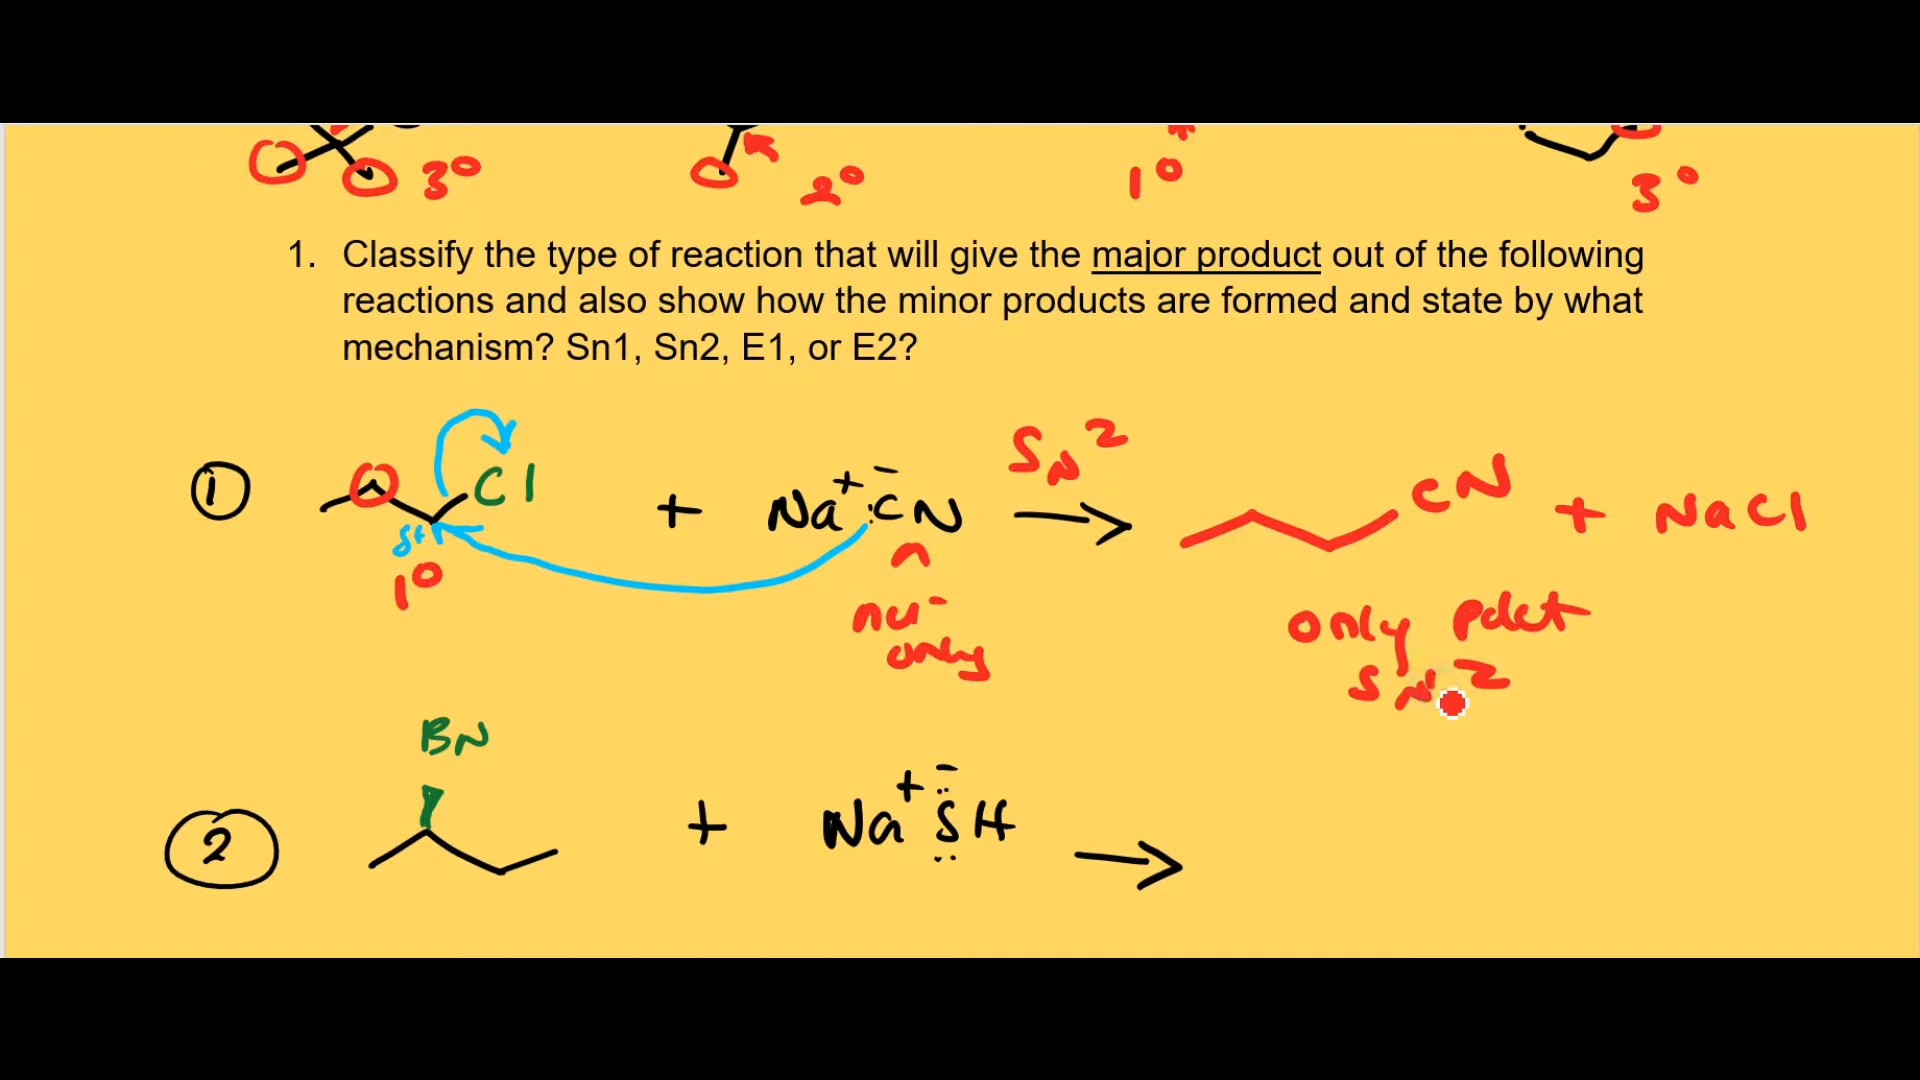 3° 2° 1° 3°
1. Classify the type of reaction that will give the major product out of the following
reactions and also show how the minor products are formed and state by what
mechanism? Sn1, Sn2, E1, or E2?
SN2
① Cl + Na+ :-CN → CN + NaCl
δ+
1°
nu-
only
only pdct
SN2
BN
② + Na+ -SH →